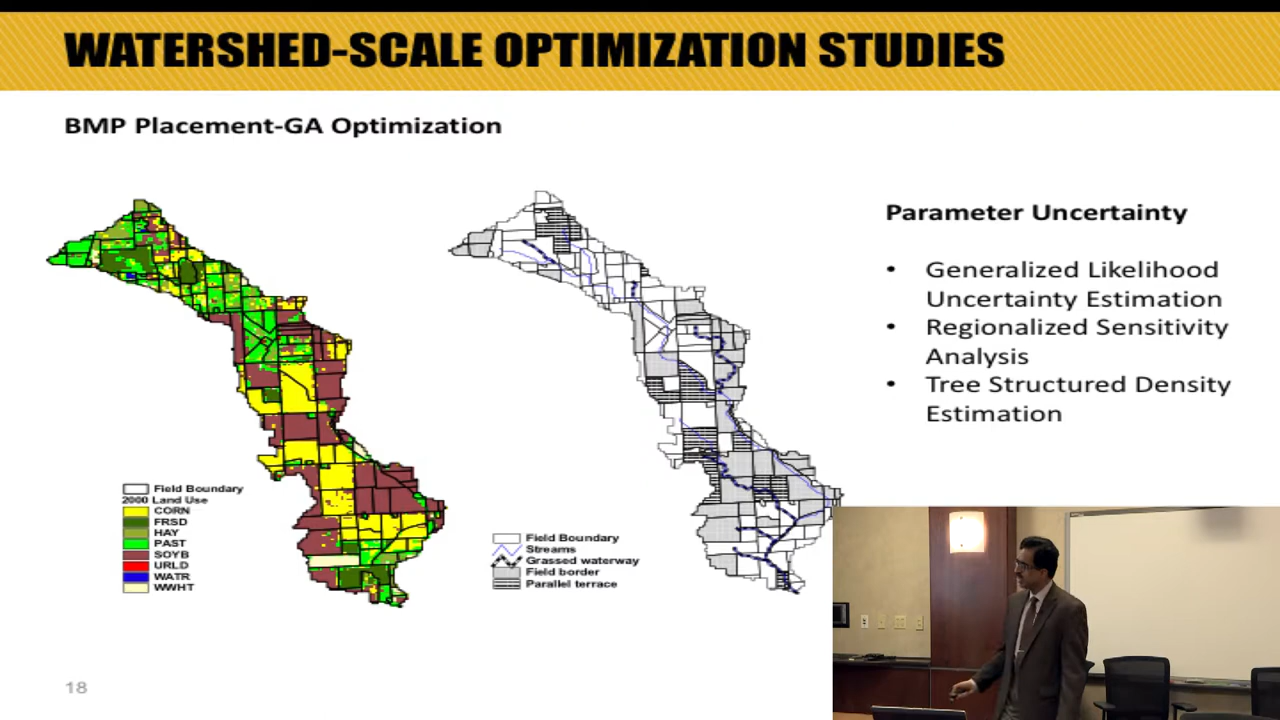 WATERSHED-SCALE OPTIMIZATION STUDIES
BMP Placement-GA Optimization
Parameter Uncertainty
• Generalized Likelihood
Uncertainty Estimation
• Regionalized Sensitivity
Analysis
• Tree Structured Density
Estimation
Field Boundary
2000 Land Use
CORN
FRSD
HAY
PAST
SOYB
URLD
WATR
WWHT
Field Boundary
Streams
Grassed waterway
Field border
Parallel terrace
18